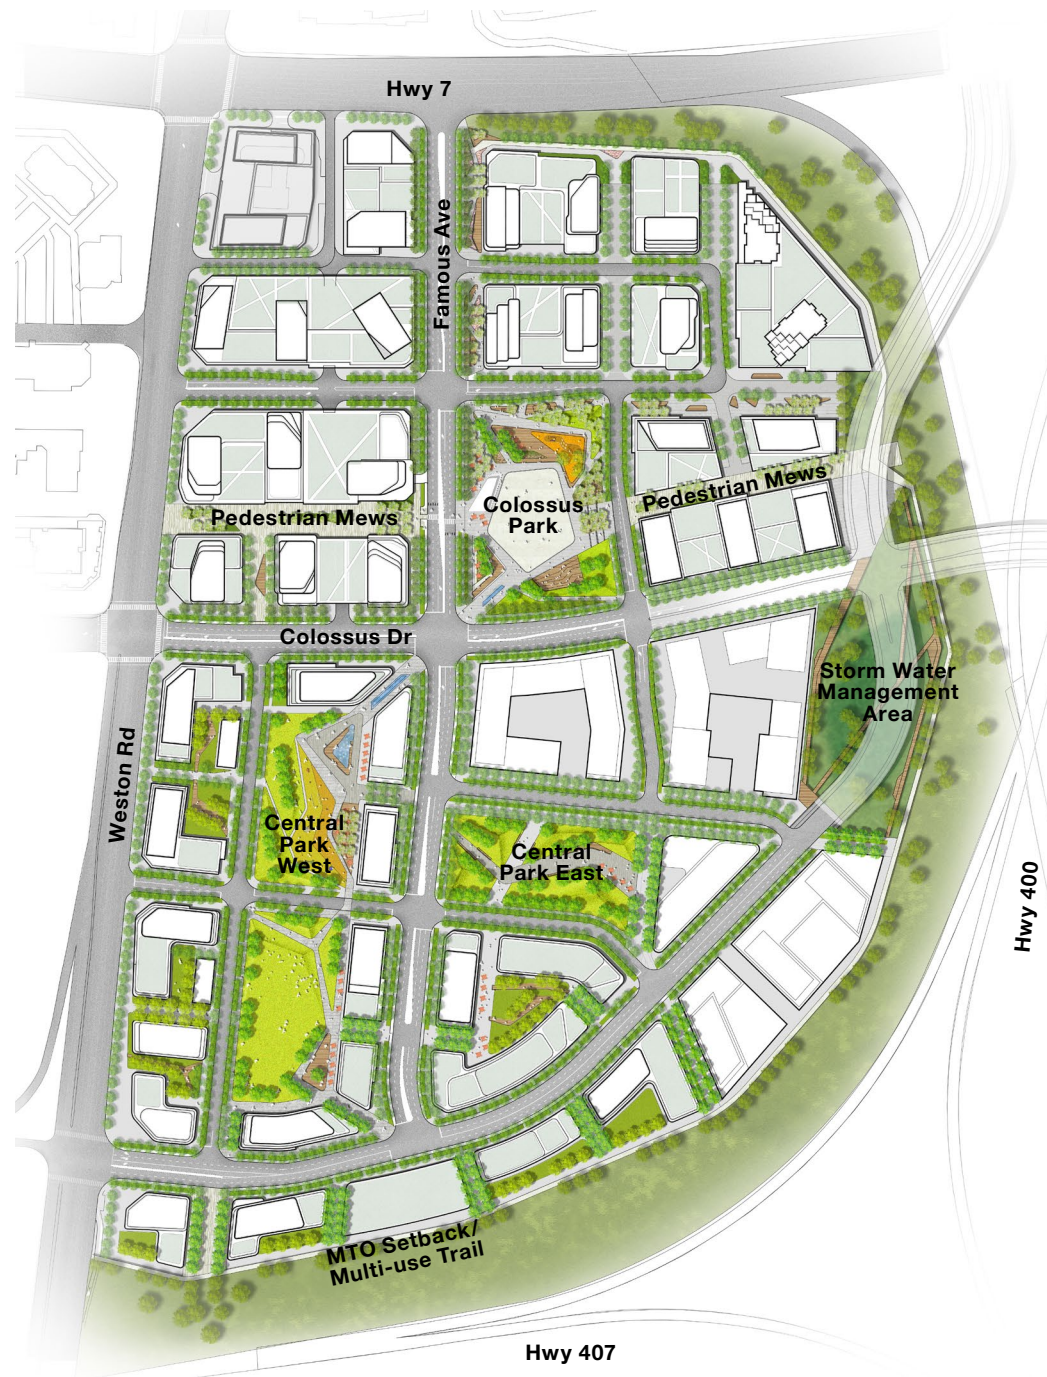 Hwy 7
Famous Ave
Colossus
Park
Pedestrian Mews
Pedestrian Mews
Colossus Dr
Storm Water
Management
Area
Weston Rd
Central
Park
West
Central
Park East
Hwy 400
MTO Setback/
Multi-use Trail
Hwy 407